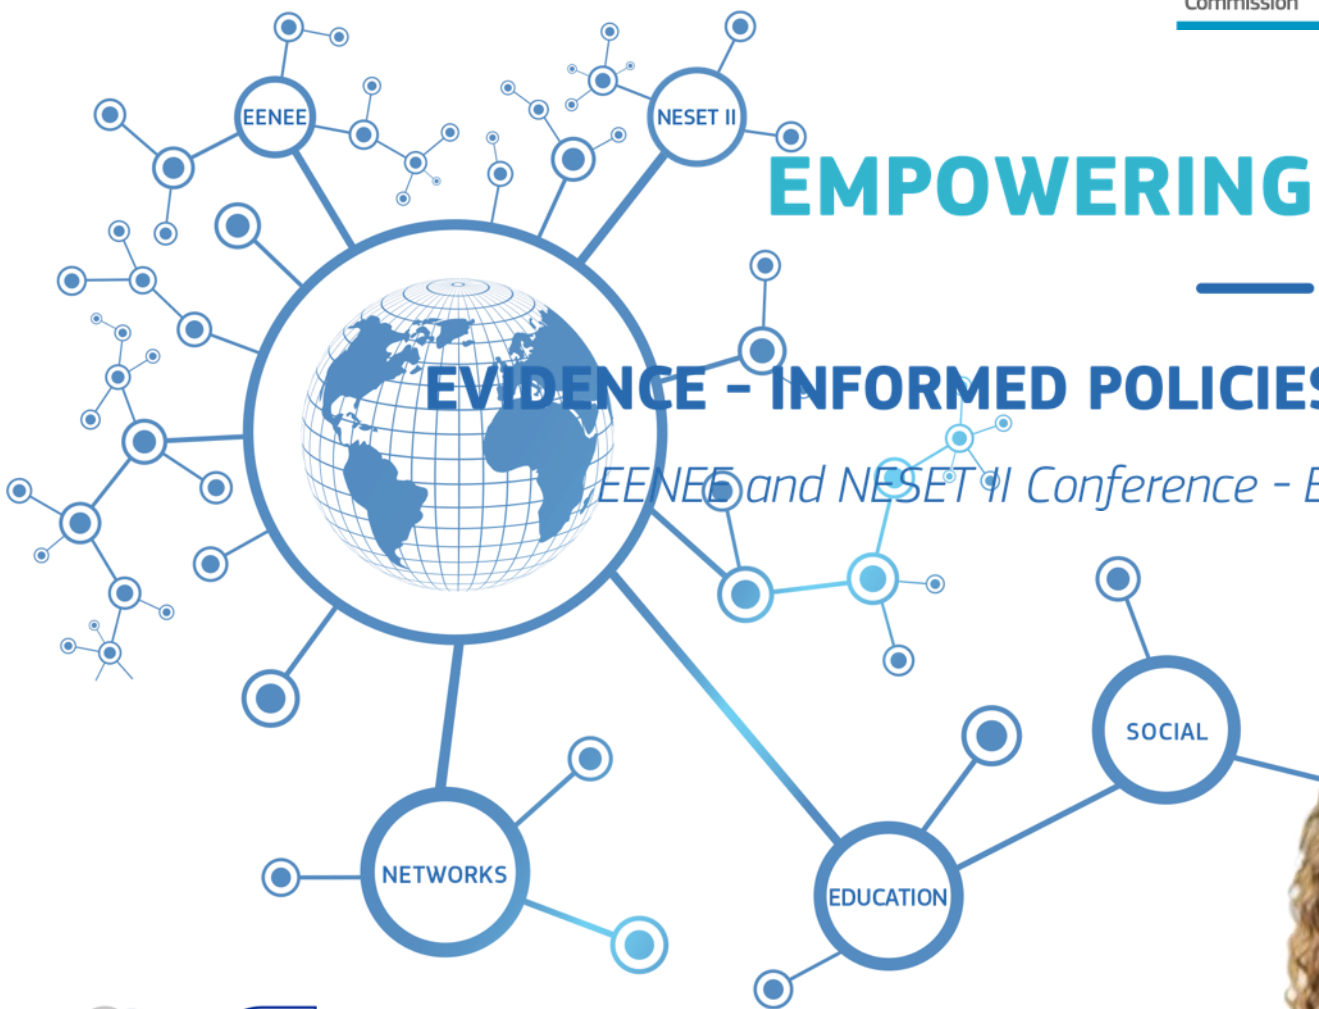 Commission
EENEE
NESET II
EMPOWERING
EVIDENCE - INFORMED POLICIES
EENEE and NESET II Conference -
SOCIAL
NETWORKS
EDUCATION